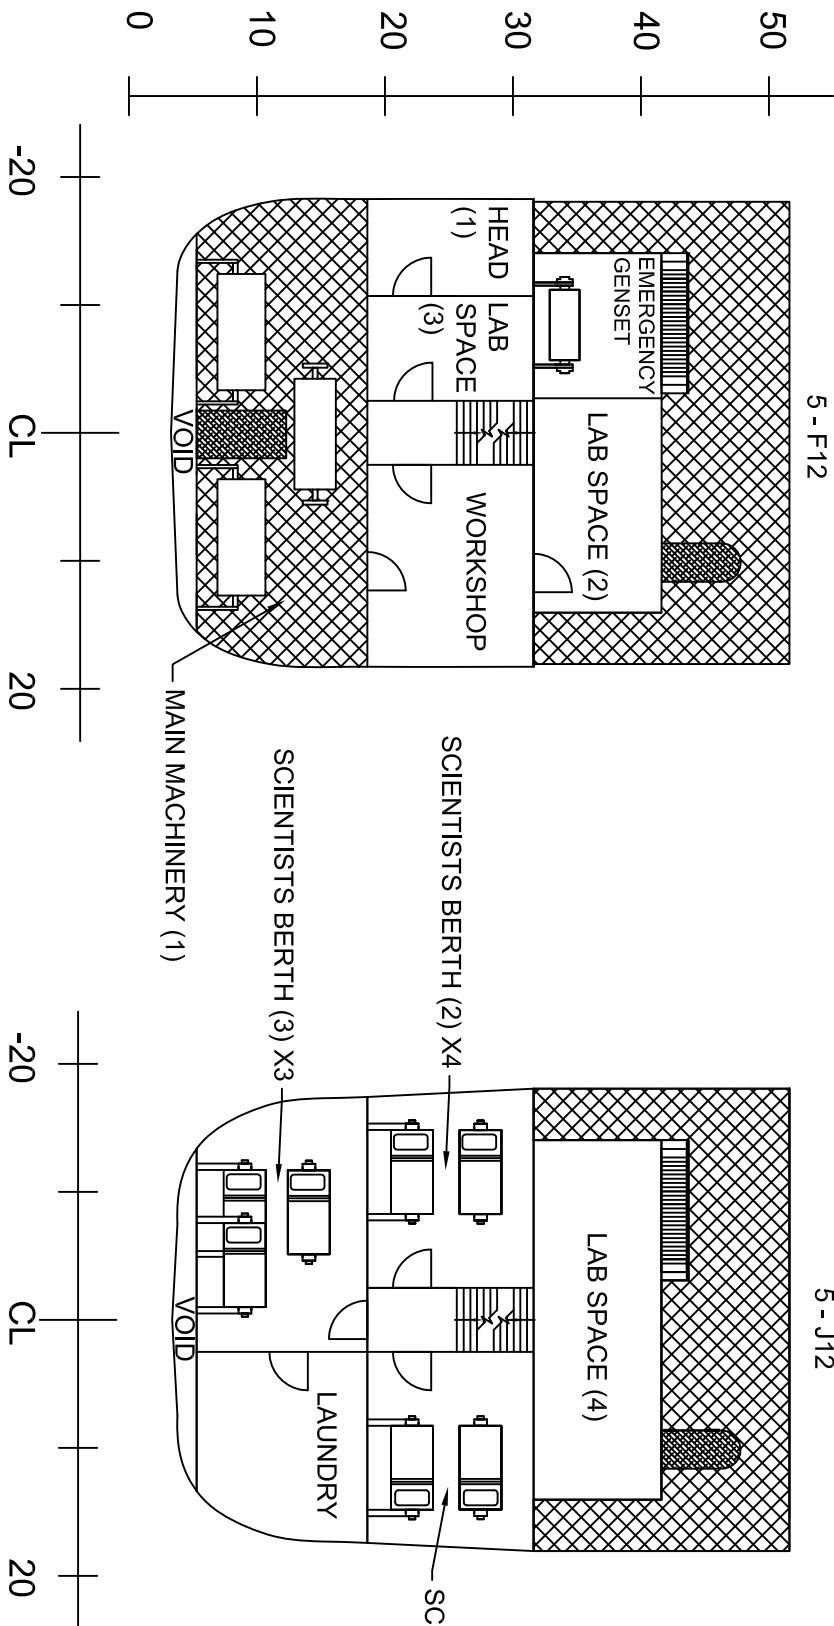 5 - F12
50
40
30
20
10
0
EMERGENCY
GENSET
LAB SPACE (2)
HEAD
(1)
LAB
SPACE
(3)
WORKSHOP
VOID
MAIN MACHINERY (1)
-20
CL
20
5 - J12
LAB SPACE (4)
SCIENTISTS BERTH (2) X4
SCIENTISTS BERTH (3) X3
SC
LAUNDRY
VOID
-20
CL
20